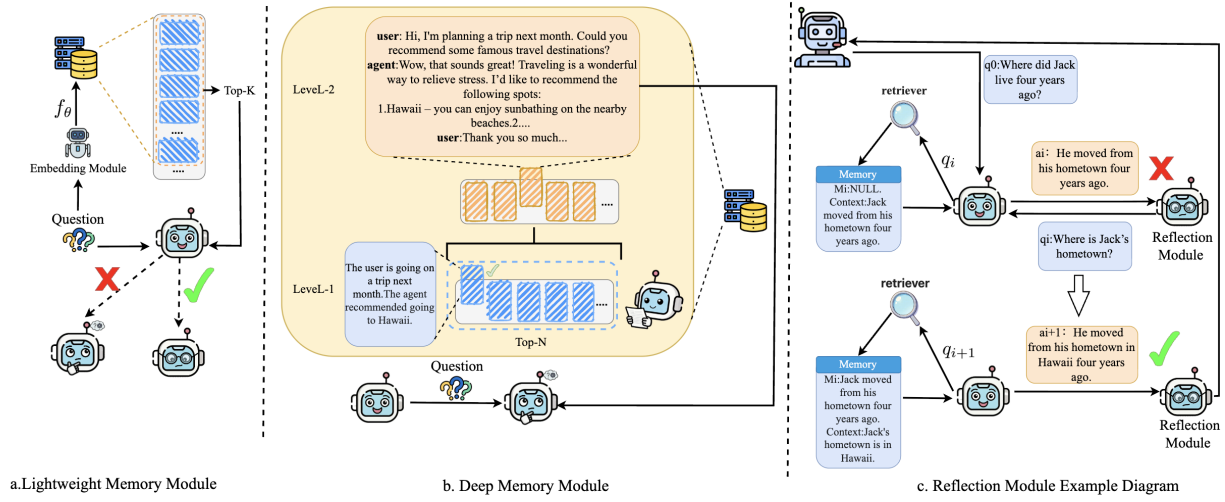 f_θ
Embedding Module
Question
Top-K
....
....
a.Lightweight Memory Module
LeveL-2
user: Hi, I'm planning a trip next month. Could you
recommend some famous travel destinations?
agent:Wow, that sounds great! Traveling is a wonderful
way to relieve stress. I'd like to recommend the
following spots:
1.Hawaii – you can enjoy sunbathing on the nearby
beaches.2....
user:Thank you so much...
....
LeveL-1
The user is going on
a trip next
month.The agent
recommended going
to Hawaii.
....
Top-N
Question
b. Deep Memory Module
q0:Where did Jack
live four years
ago?
retriever
q_i
Memory
Mi:NULL.
Context:Jack
moved from his
hometown four
years ago.
ai: He moved from
his hometown four
years ago.
Reflection
Module
qi:Where is Jack's
hometown?
retriever
q_{i+1}
Memory
Mi:Jack moved
from his
hometown four
years ago.
Context:Jack's
hometown is in
Hawaii.
ai+1: He moved
from his hometown in
Hawaii four years
ago.
Reflection
Module
c. Reflection Module Example Diagram